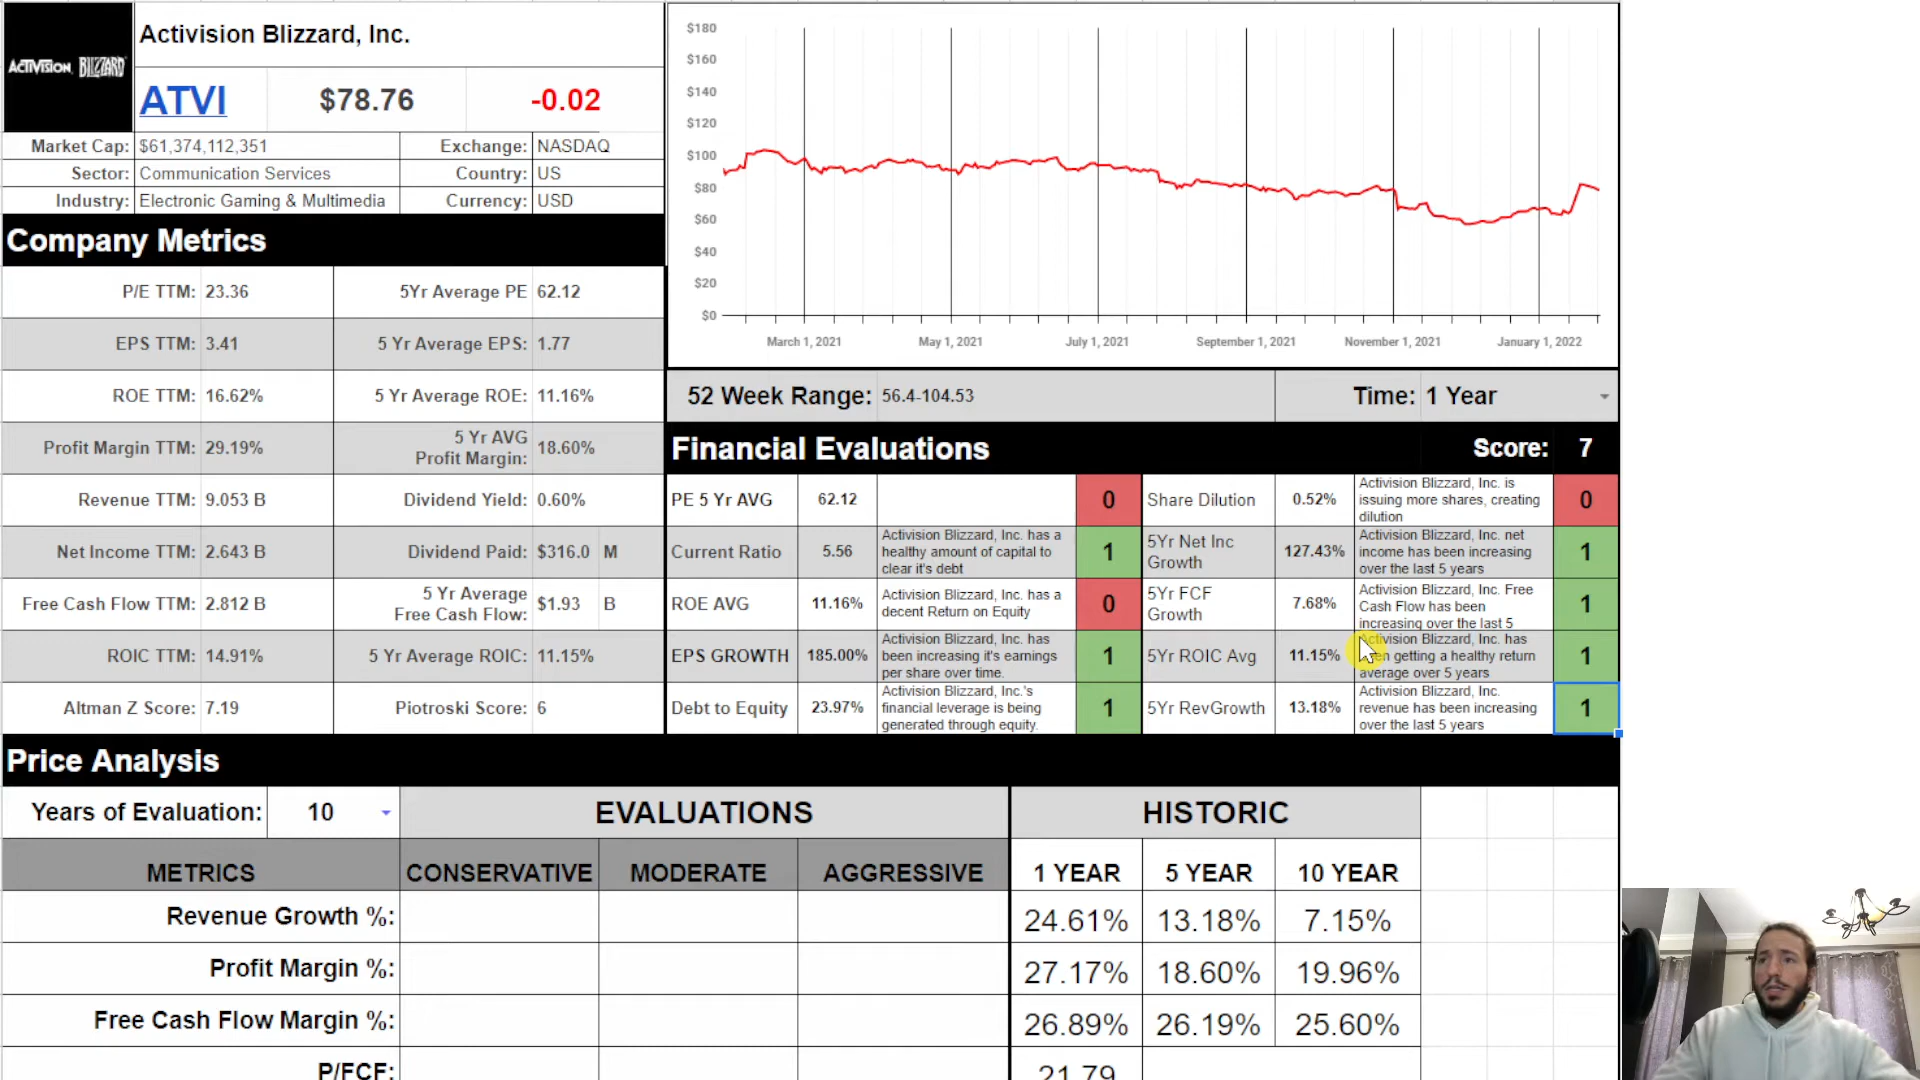 Activision Blizzard, Inc.
ACTIVISION BLIZZARD
ATVI $78.76 -0.02
Market Cap: $61,374,112,351 Exchange: NASDAQ
Sector: Communication Services Country: US
Industry: Electronic Gaming & Multimedia Currency: USD
Company Metrics
P/E TTM: 23.36 5Yr Average PE 62.12
EPS TTM: 3.41 5 Yr Average EPS: 1.77
ROE TTM: 16.62% 5 Yr Average ROE: 11.16%
Profit Margin TTM: 29.19% 5 Yr AVG Profit Margin: 18.60%
Revenue TTM: 9.053 B Dividend Yield: 0.60%
Net Income TTM: 2.643 B Dividend Paid: $316.0 M
Free Cash Flow TTM: 2.812 B 5 Yr Average Free Cash Flow: $1.93 B
ROIC TTM: 14.91% 5 Yr Average ROIC: 11.15%
Altman Z Score: 7.19 Piotroski Score: 6
$180
$160
$140
$120
$100
$80
$60
$40
$20
$0
March 1, 2021 May 1, 2021 July 1, 2021 September 1, 2021 November 1, 2021 January 1, 2022
52 Week Range: 56.4-104.53 Time: 1 Year
Financial Evaluations Score: 7
PE 5 Yr AVG 62.12 0
Share Dilution 0.52% Activision Blizzard, Inc. is
issuing more shares, creating
dilution 0
Current Ratio 5.56 Activision Blizzard, Inc. has a
healthy amount of capital to
clear it's debt 1
5Yr Net Inc
Growth 127.43% Activision Blizzard, Inc. net
income has been increasing
over the last 5 years 1
ROE AVG 11.16% Activision Blizzard, Inc. has a
decent Return on Equity 0
5Yr FCF
Growth 7.68% Activision Blizzard, Inc. Free
Cash Flow has been
increasing over the last 5 1
EPS GROWTH 185.00% Activision Blizzard, Inc. has
been increasing it's earnings
per share over time. 1
5Yr ROIC Avg 11.15% Activision Blizzard, Inc. has
getting a healthy return
average over 5 years 1
Debt to Equity 23.97% Activision Blizzard, Inc.'s
financial leverage is being
generated through equity. 1
5Yr RevGrowth 13.18% Activision Blizzard, Inc.
revenue has been increasing
over the last 5 years 1
Price Analysis
Years of Evaluation: 10 EVALUATIONS HISTORIC
METRICS CONSERVATIVE MODERATE AGGRESSIVE 1 YEAR 5 YEAR 10 YEAR
Revenue Growth %: 24.61% 13.18% 7.15%
Profit Margin %: 27.17% 18.60% 19.96%
Free Cash Flow Margin %: 26.89% 26.19% 25.60%
P/FCF: 21.79